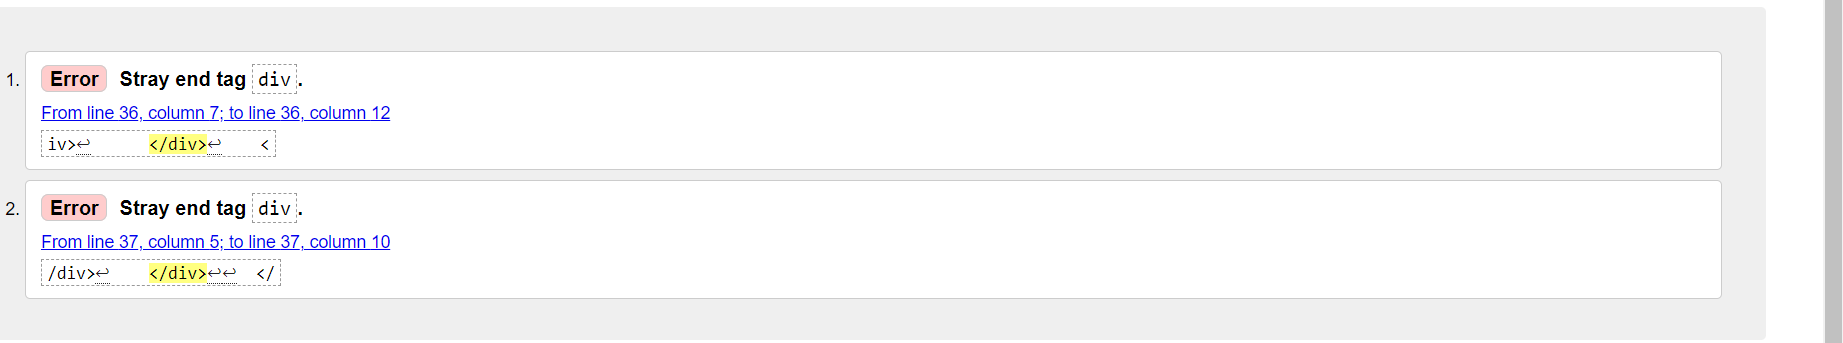 1. Error Stray end tag div.
From line 36, column 7; to line 36, column 12
iv>↩ </div>↩ <
2. Error Stray end tag div.
From line 37, column 5; to line 37, column 10
/div>↩ </div>↩↩ </